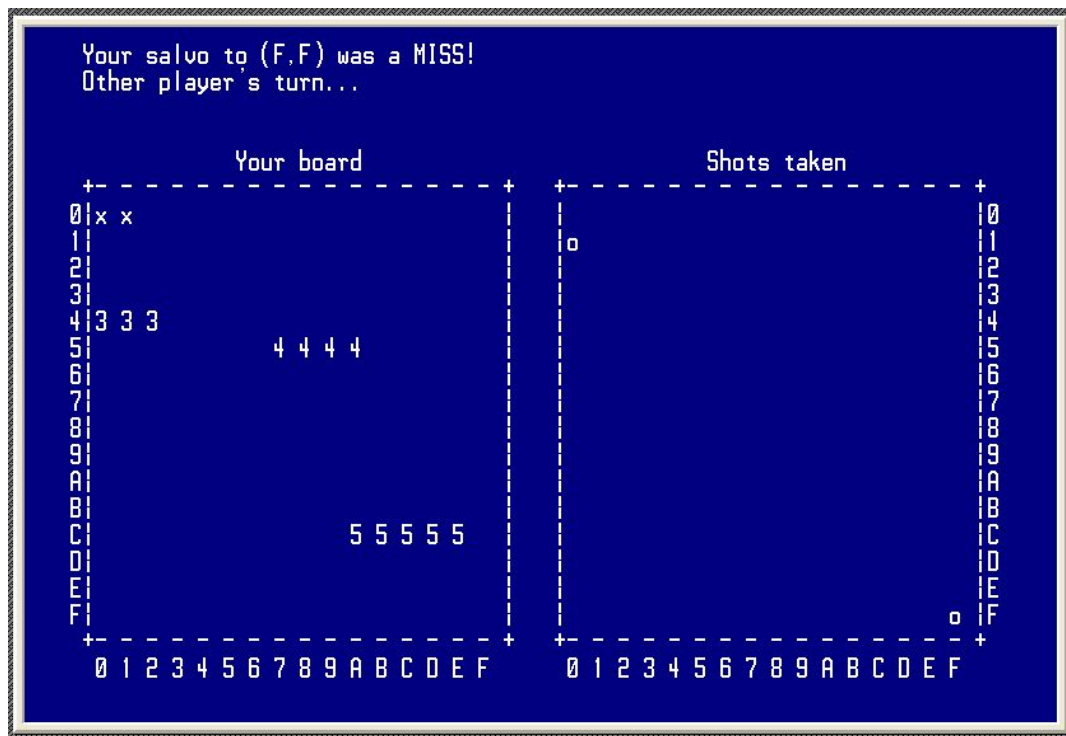 Your salvo to (F,F) was a MISS!
Other player's turn...
Your board Shots taken
+- - - - - - - - - - - - - - - - + +- - - - - - - - - - - - - - - - +
0|x x | | |0
1| | |o |1
2| | | |2
3| | | |3
4|3 3 3 | | |4
5| 4 4 4 4 | | |5
6| | | |6
7| | | |7
8| | | |8
9| | | |9
A| | | |A
B| | | |B
C| 5 5 5 5 5 | | |C
D| | | |D
E| | | |E
F| | | o |F
+- - - - - - - - - - - - - - - - + +- - - - - - - - - - - - - - - - +
0 1 2 3 4 5 6 7 8 9 A B C D E F 0 1 2 3 4 5 6 7 8 9 A B C D E F